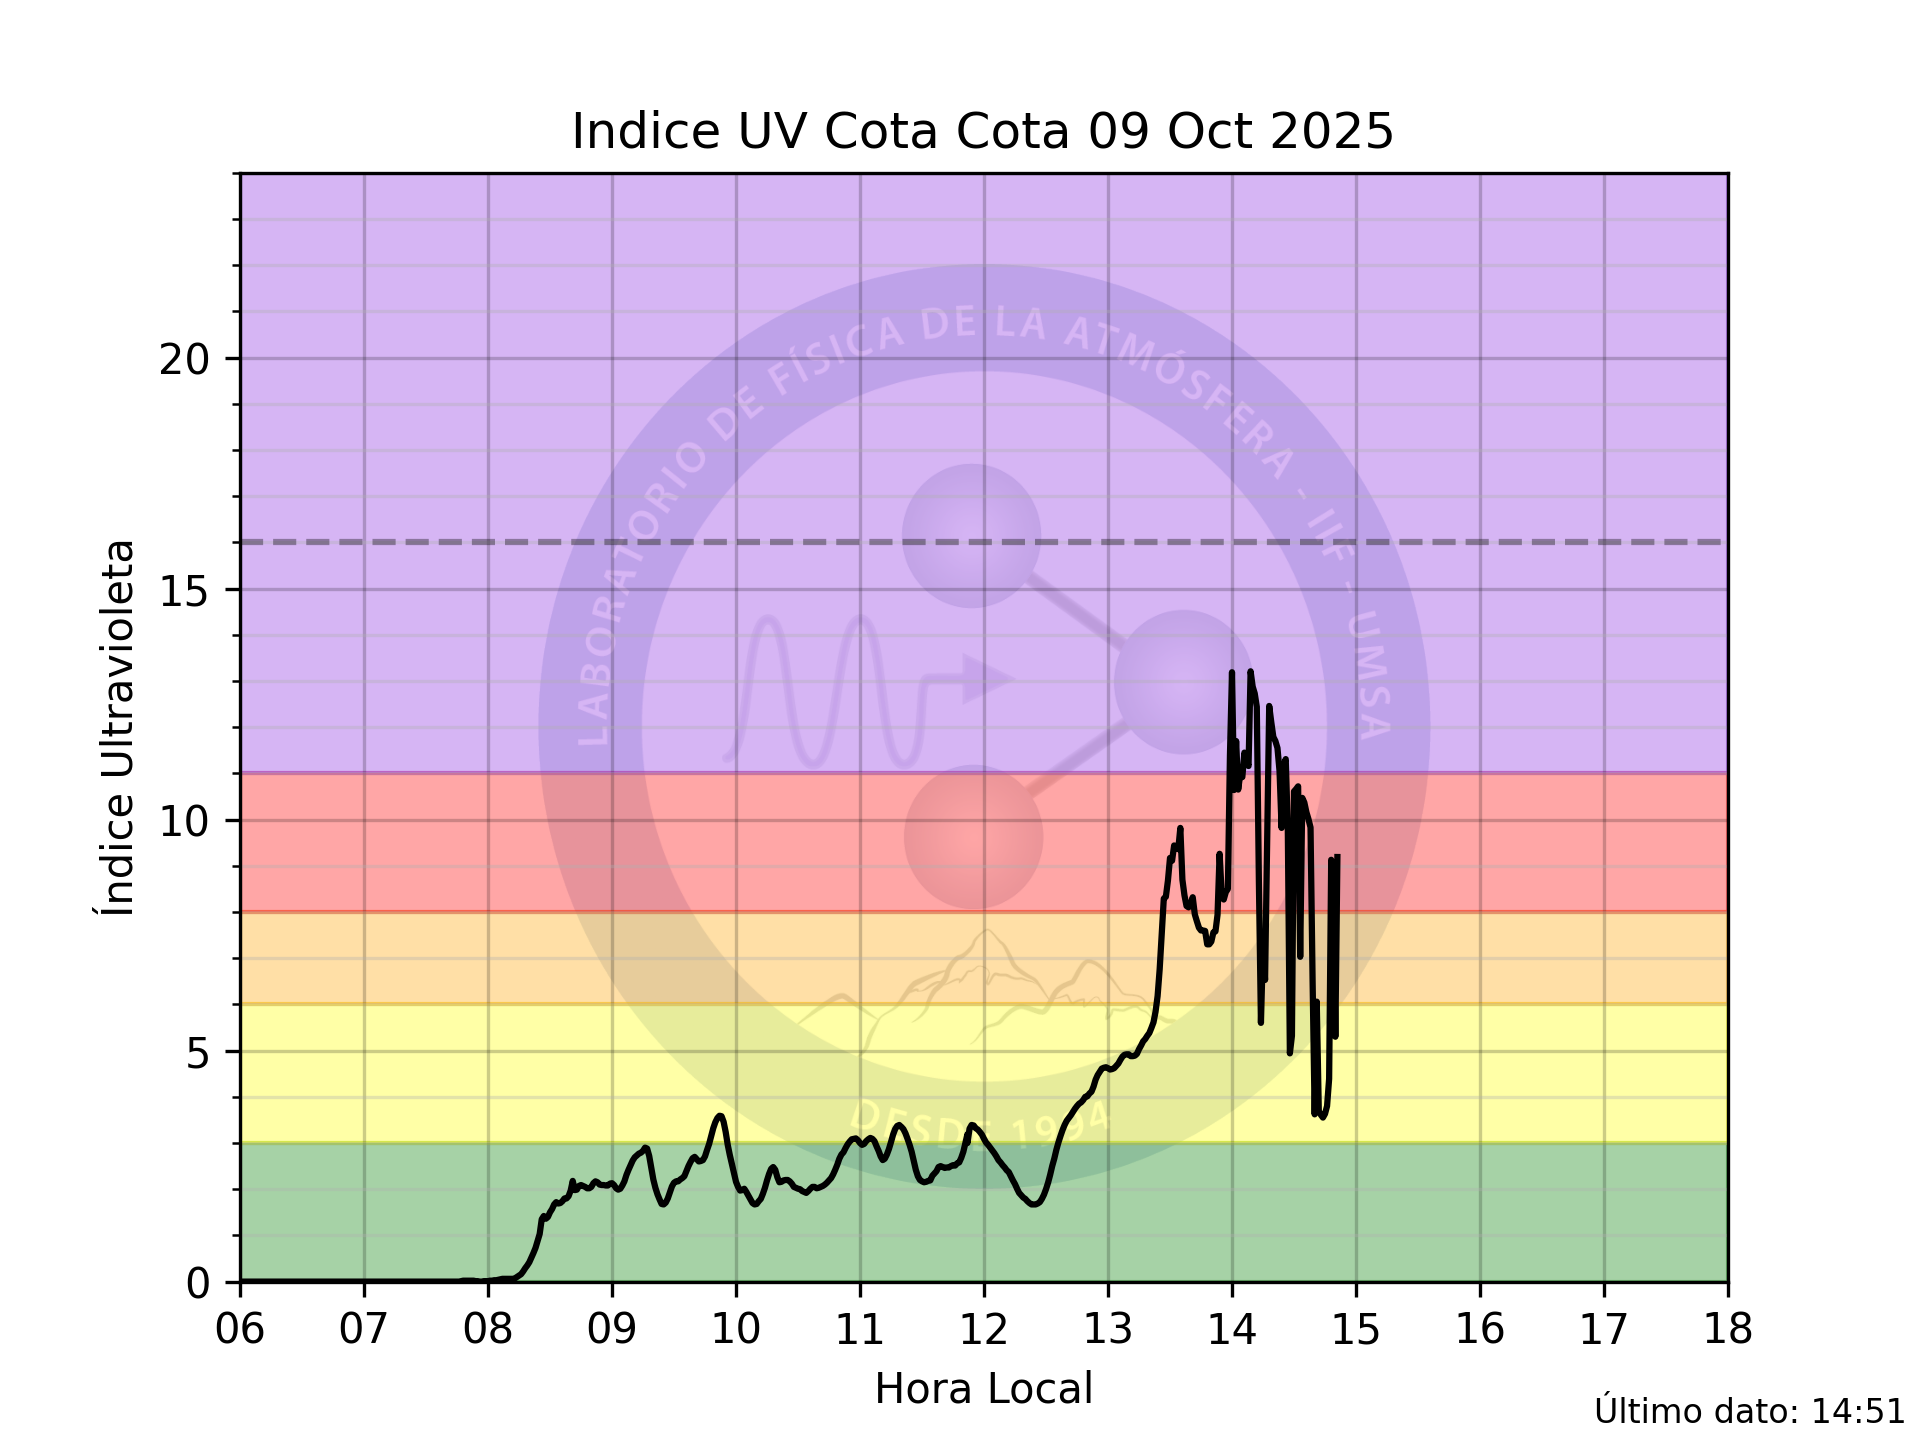 Indice UV Cota Cota 09 Oct 2025
LABORATORIO DE FÍSICA DE LA ATMÓSFERA - IIF - UMSA
DESDE 1994
Índice Ultravioleta
20
15
10
5
0
06 07 08 09 10 11 12 13 14 15 16 17 18
Hora Local
Último dato: 14:51